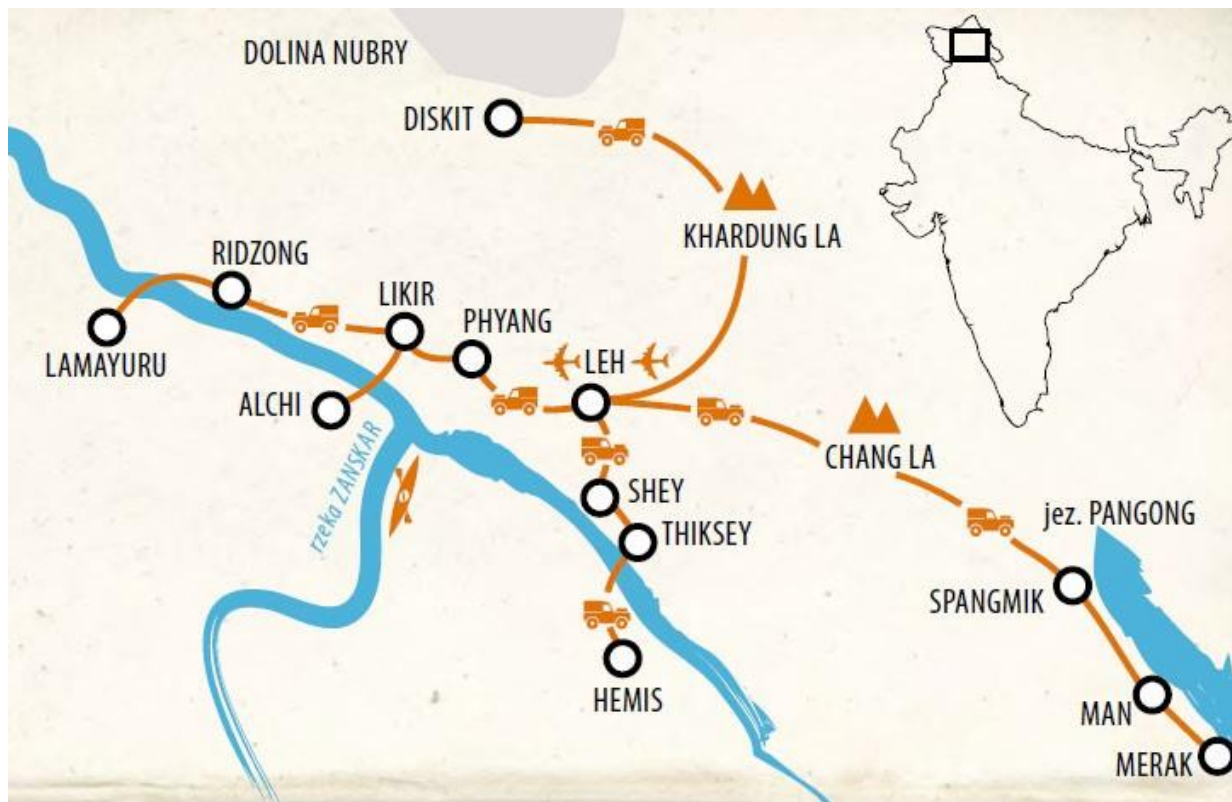 DOLINA NUBRY
DISKIT
KHARDUNG LA
RIDZONG
LIKIR
PHYANG
LEH
LAMAYURU
ALCHI
rzeka ZANSKAR
CHANG LA
SHEY
THIKSEY
jez. PANGONG
SPANGMIK
HEMIS
MAN
MERAK